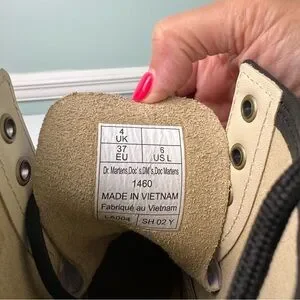 4
UK
37 6
EU US L
Dr. Martens,Doc's,DM's,Doc Martens
1460
MADE IN VIETNAM
Fabriqué au Vietnam
SH 02 Y